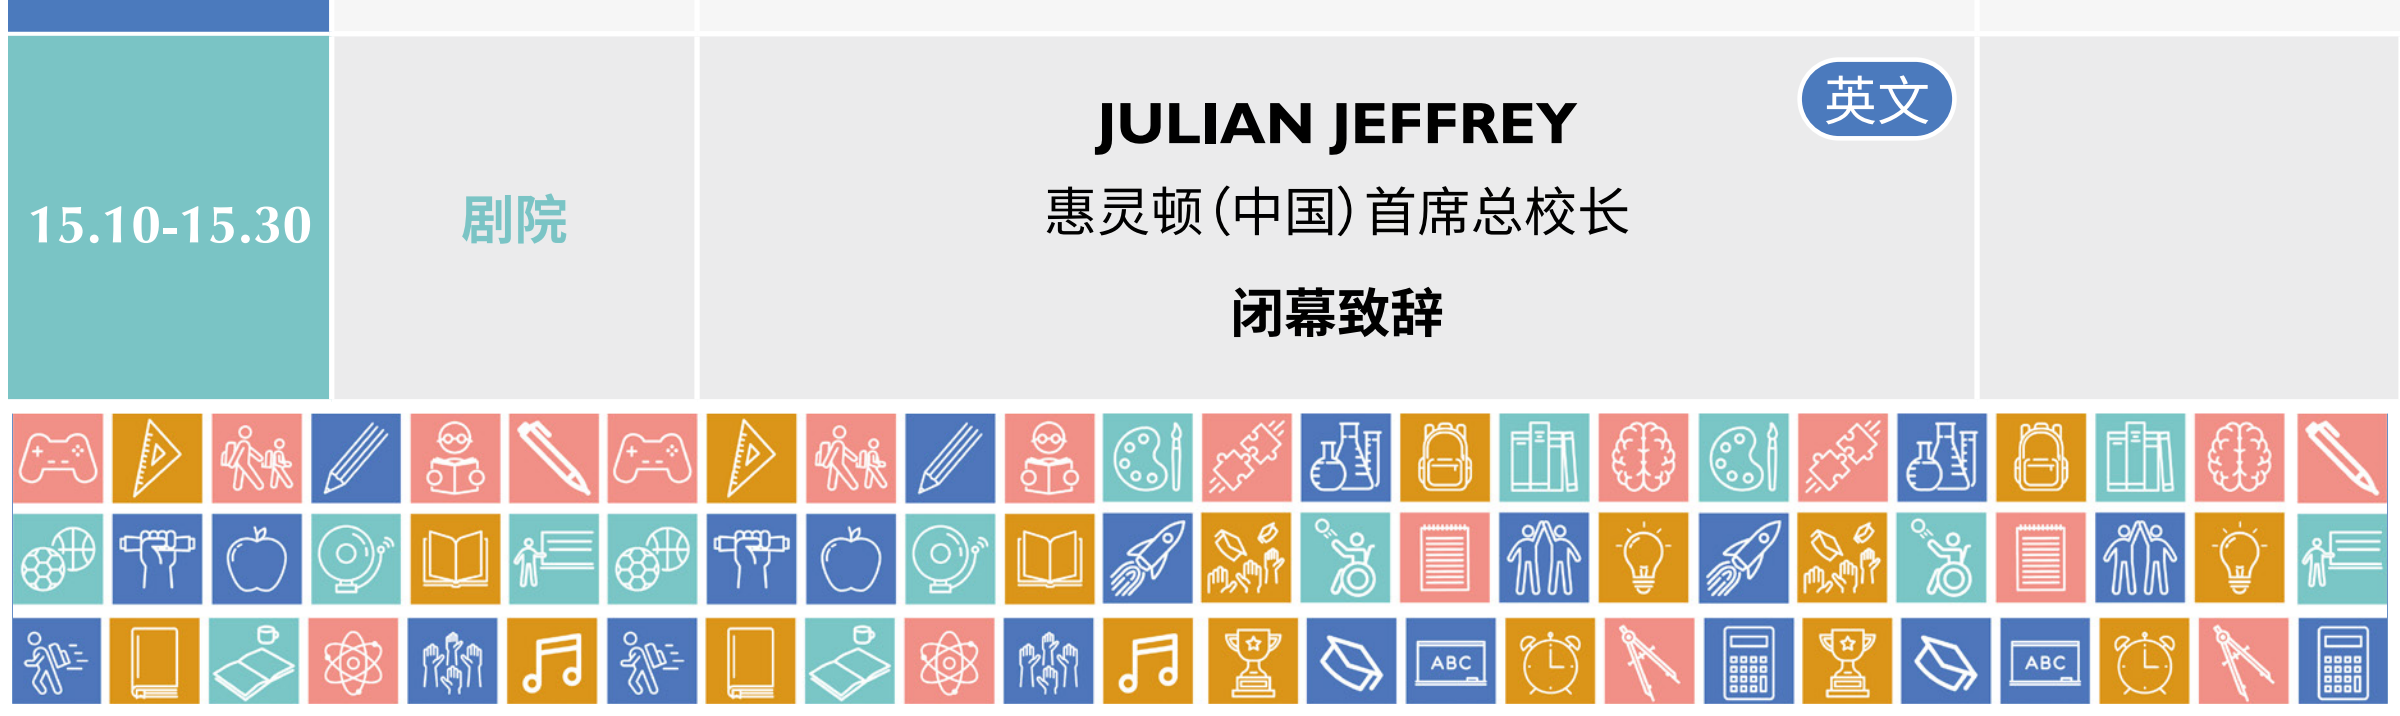 英文
JULIAN JEFFREY
15.10-15.30
剧院
惠灵顿(中国)首席总校长
闭幕致辞
ABC
ABC